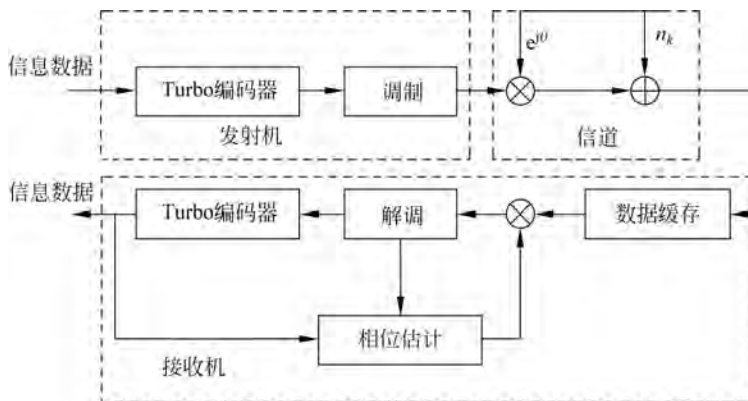 信息数据
Turbo编码器
调制
发射机
e^{jθ}
n_k
信道
信息数据
Turbo编码器
解调
数据缓存
相位估计
接收机